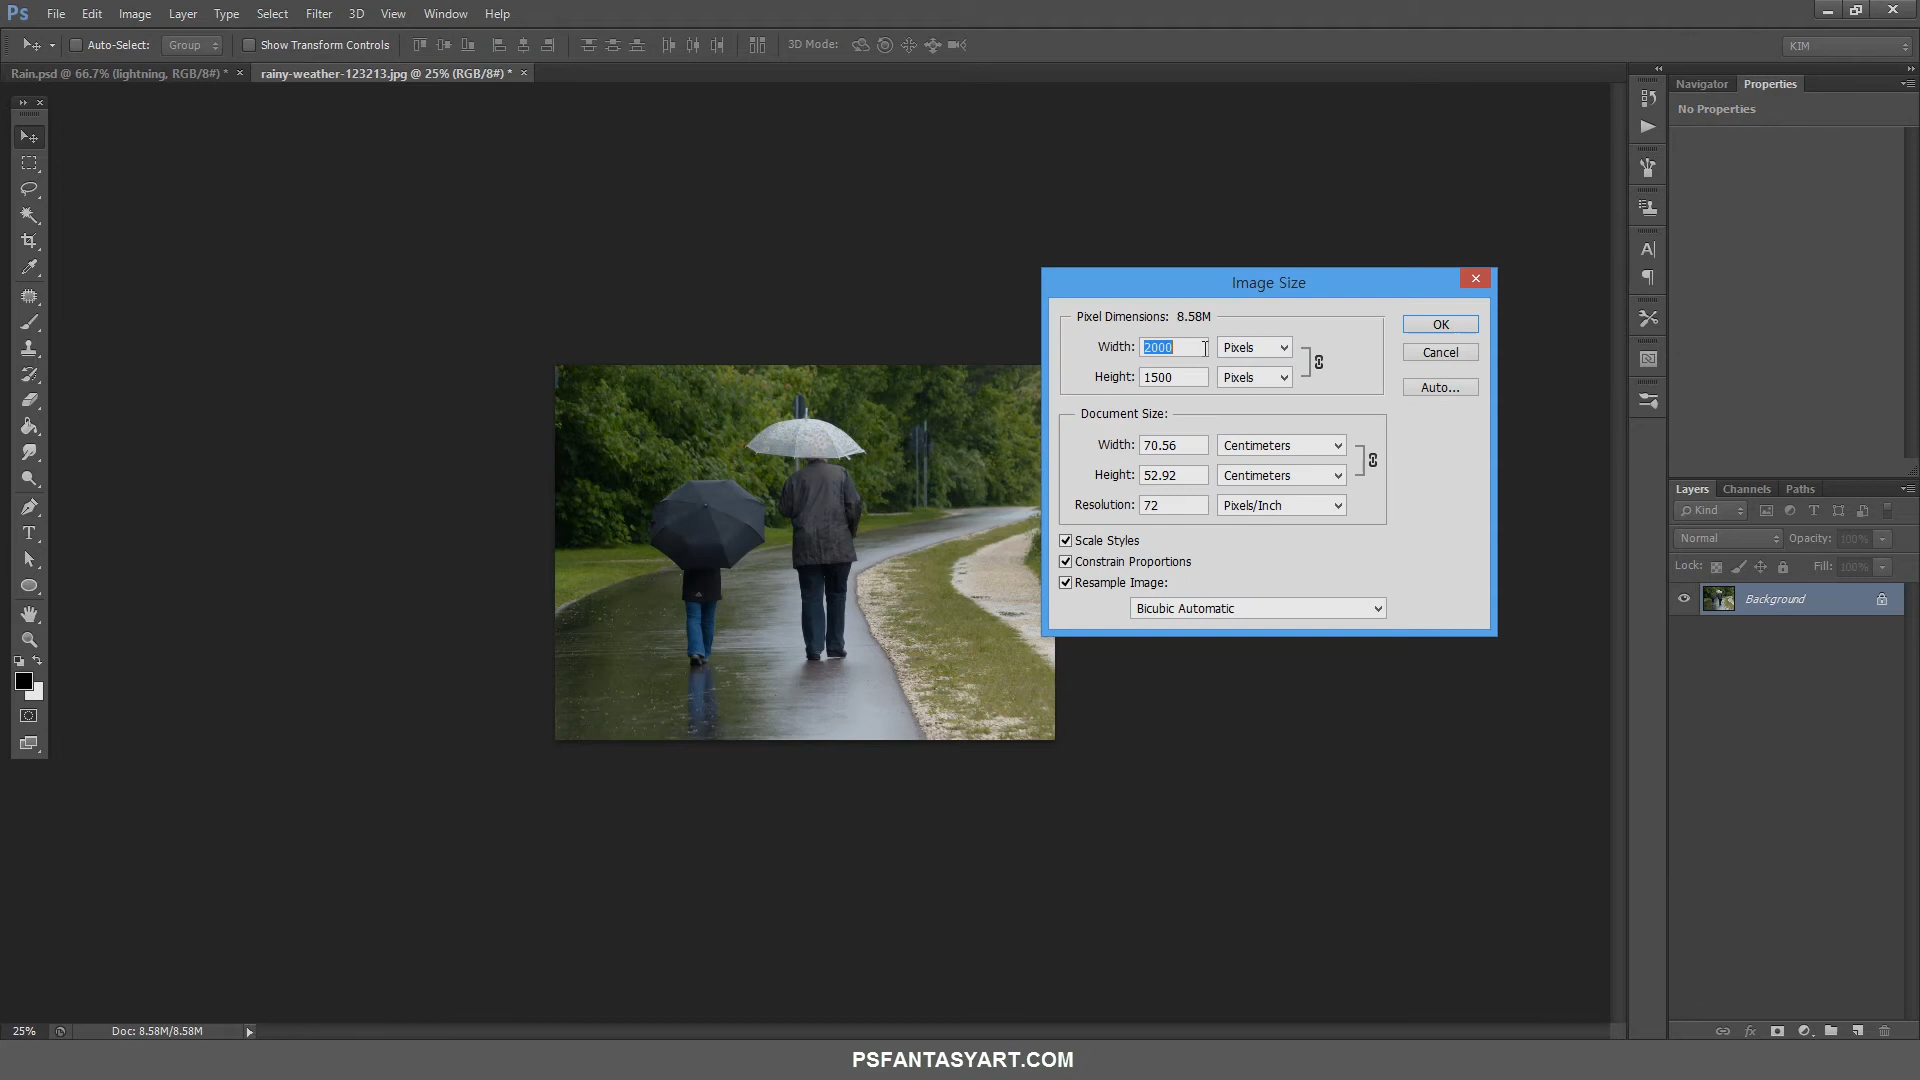 Ps File Edit Image Layer Type Select Filter 3D View Window Help
Auto-Select: Group Show Transform Controls 3D Mode: KIM
Rain.psd @ 66.7% (lightning, RGB/8#) * × rainy-weather-123213.jpg @ 25% (RGB/8#) * ×
Navigator Properties
No Properties
Image Size
Pixel Dimensions: 8.58M
Width: 2000 Pixels
Height: 1500 Pixels
OK
Cancel
Auto...
Document Size:
Width: 70.56 Centimeters
Height: 52.92 Centimeters
Resolution: 72 Pixels/Inch
Scale Styles
Constrain Proportions
Resample Image:
Bicubic Automatic
Layers Channels Paths
Kind
Normal Opacity: 100%
Lock: Fill: 100%
Background
25% Doc: 8.58M/8.58M
PSFANTASYART.COM